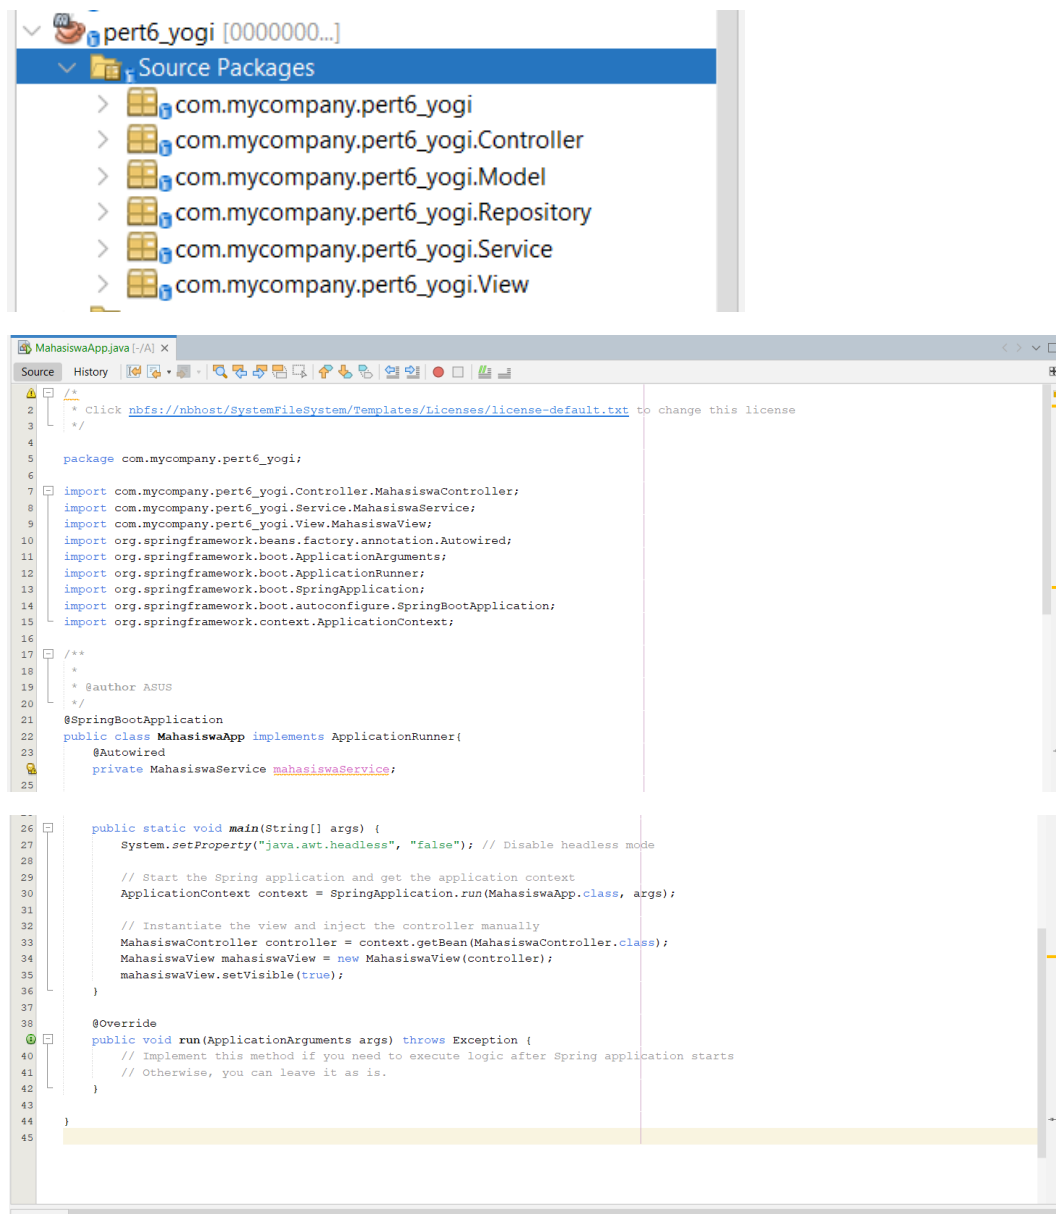 pert6_yogi [0000000...]
Source Packages
com.mycompany.pert6_yogi
com.mycompany.pert6_yogi.Controller
com.mycompany.pert6_yogi.Model
com.mycompany.pert6_yogi.Repository
com.mycompany.pert6_yogi.Service
com.mycompany.pert6_yogi.View
MahasiswaApp.java [-/A]
Source History
/*
2 * Click nbfs://nbhost/SystemFileSystem/Templates/Licenses/license-default.txt to change this license
3 */
4
5 package com.mycompany.pert6_yogi;
6
7 import com.mycompany.pert6_yogi.Controller.MahasiswaController;
8 import com.mycompany.pert6_yogi.Service.MahasiswaService;
9 import com.mycompany.pert6_yogi.View.MahasiswaView;
10 import org.springframework.beans.factory.annotation.Autowired;
11 import org.springframework.boot.ApplicationArguments;
12 import org.springframework.boot.ApplicationRunner;
13 import org.springframework.boot.SpringApplication;
14 import org.springframework.boot.autoconfigure.SpringBootApplication;
15 import org.springframework.context.ApplicationContext;
16
17 /**
18 *
19 * @author ASUS
20 */
21 @SpringBootApplication
22 public class MahasiswaApp implements ApplicationRunner{
23 @Autowired
private MahasiswaService mahasiswaService;
25
26 public static void main(String[] args) {
27 System.setProperty("java.awt.headless", "false"); // Disable headless mode
28
29 // Start the Spring application and get the application context
30 ApplicationContext context = SpringApplication.run(MahasiswaApp.class, args);
31
32 // Instantiate the view and inject the controller manually
33 MahasiswaController controller = context.getBean(MahasiswaController.class);
34 MahasiswaView mahasiswaView = new MahasiswaView(controller);
35 mahasiswaView.setVisible(true);
36 }
37
38 @Override
public void run(ApplicationArguments args) throws Exception {
40 // Implement this method if you need to execute logic after Spring application starts
41 // Otherwise, you can leave it as is.
42 }
43
44 }
45